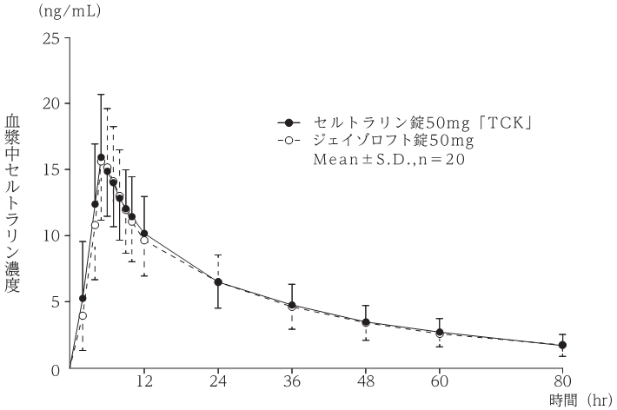 (ng/mL)
25
20
15
10
5
0
血漿中セルトラリン濃度
セルトラリン錠50mg「TCK」
ジェイゾロフト錠50mg
Mean±S.D.,n=20
12 24 36 48 60 80
時間 (hr)